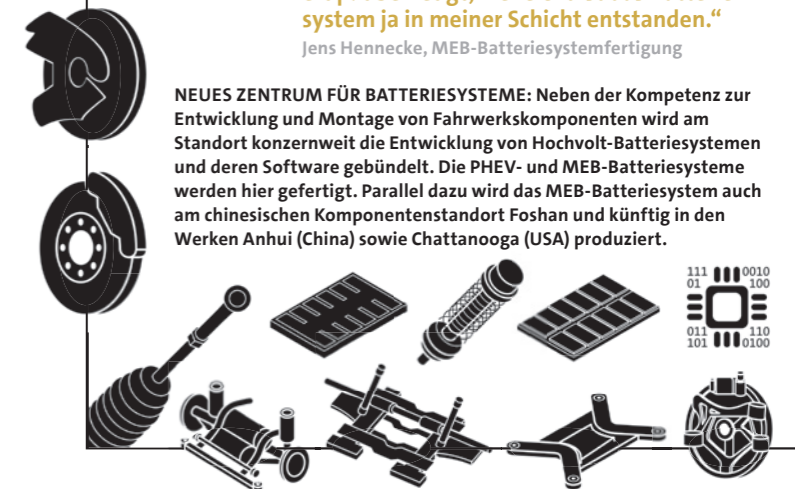 system ja in meiner Schicht entstanden.“
Jens Hennecke, MEB-Batteriesystemfertigung
NEUES ZENTRUM FÜR BATTERIESYSTEME: Neben der Kompetenz zur
Entwicklung und Montage von Fahrwerkskomponenten wird am
Standort konzernweit die Entwicklung von Hochvolt-Batteriesystemen
und deren Software gebündelt. Die PHEV- und MEB-Batteriesysteme
werden hier gefertigt. Parallel dazu wird das MEB-Batteriesystem auch
am chinesischen Komponentenstandort Foshan und künftig in den
Werken Anhui (China) sowie Chattanooga (USA) produziert.
111 0010
01 100
011 110
101 0100